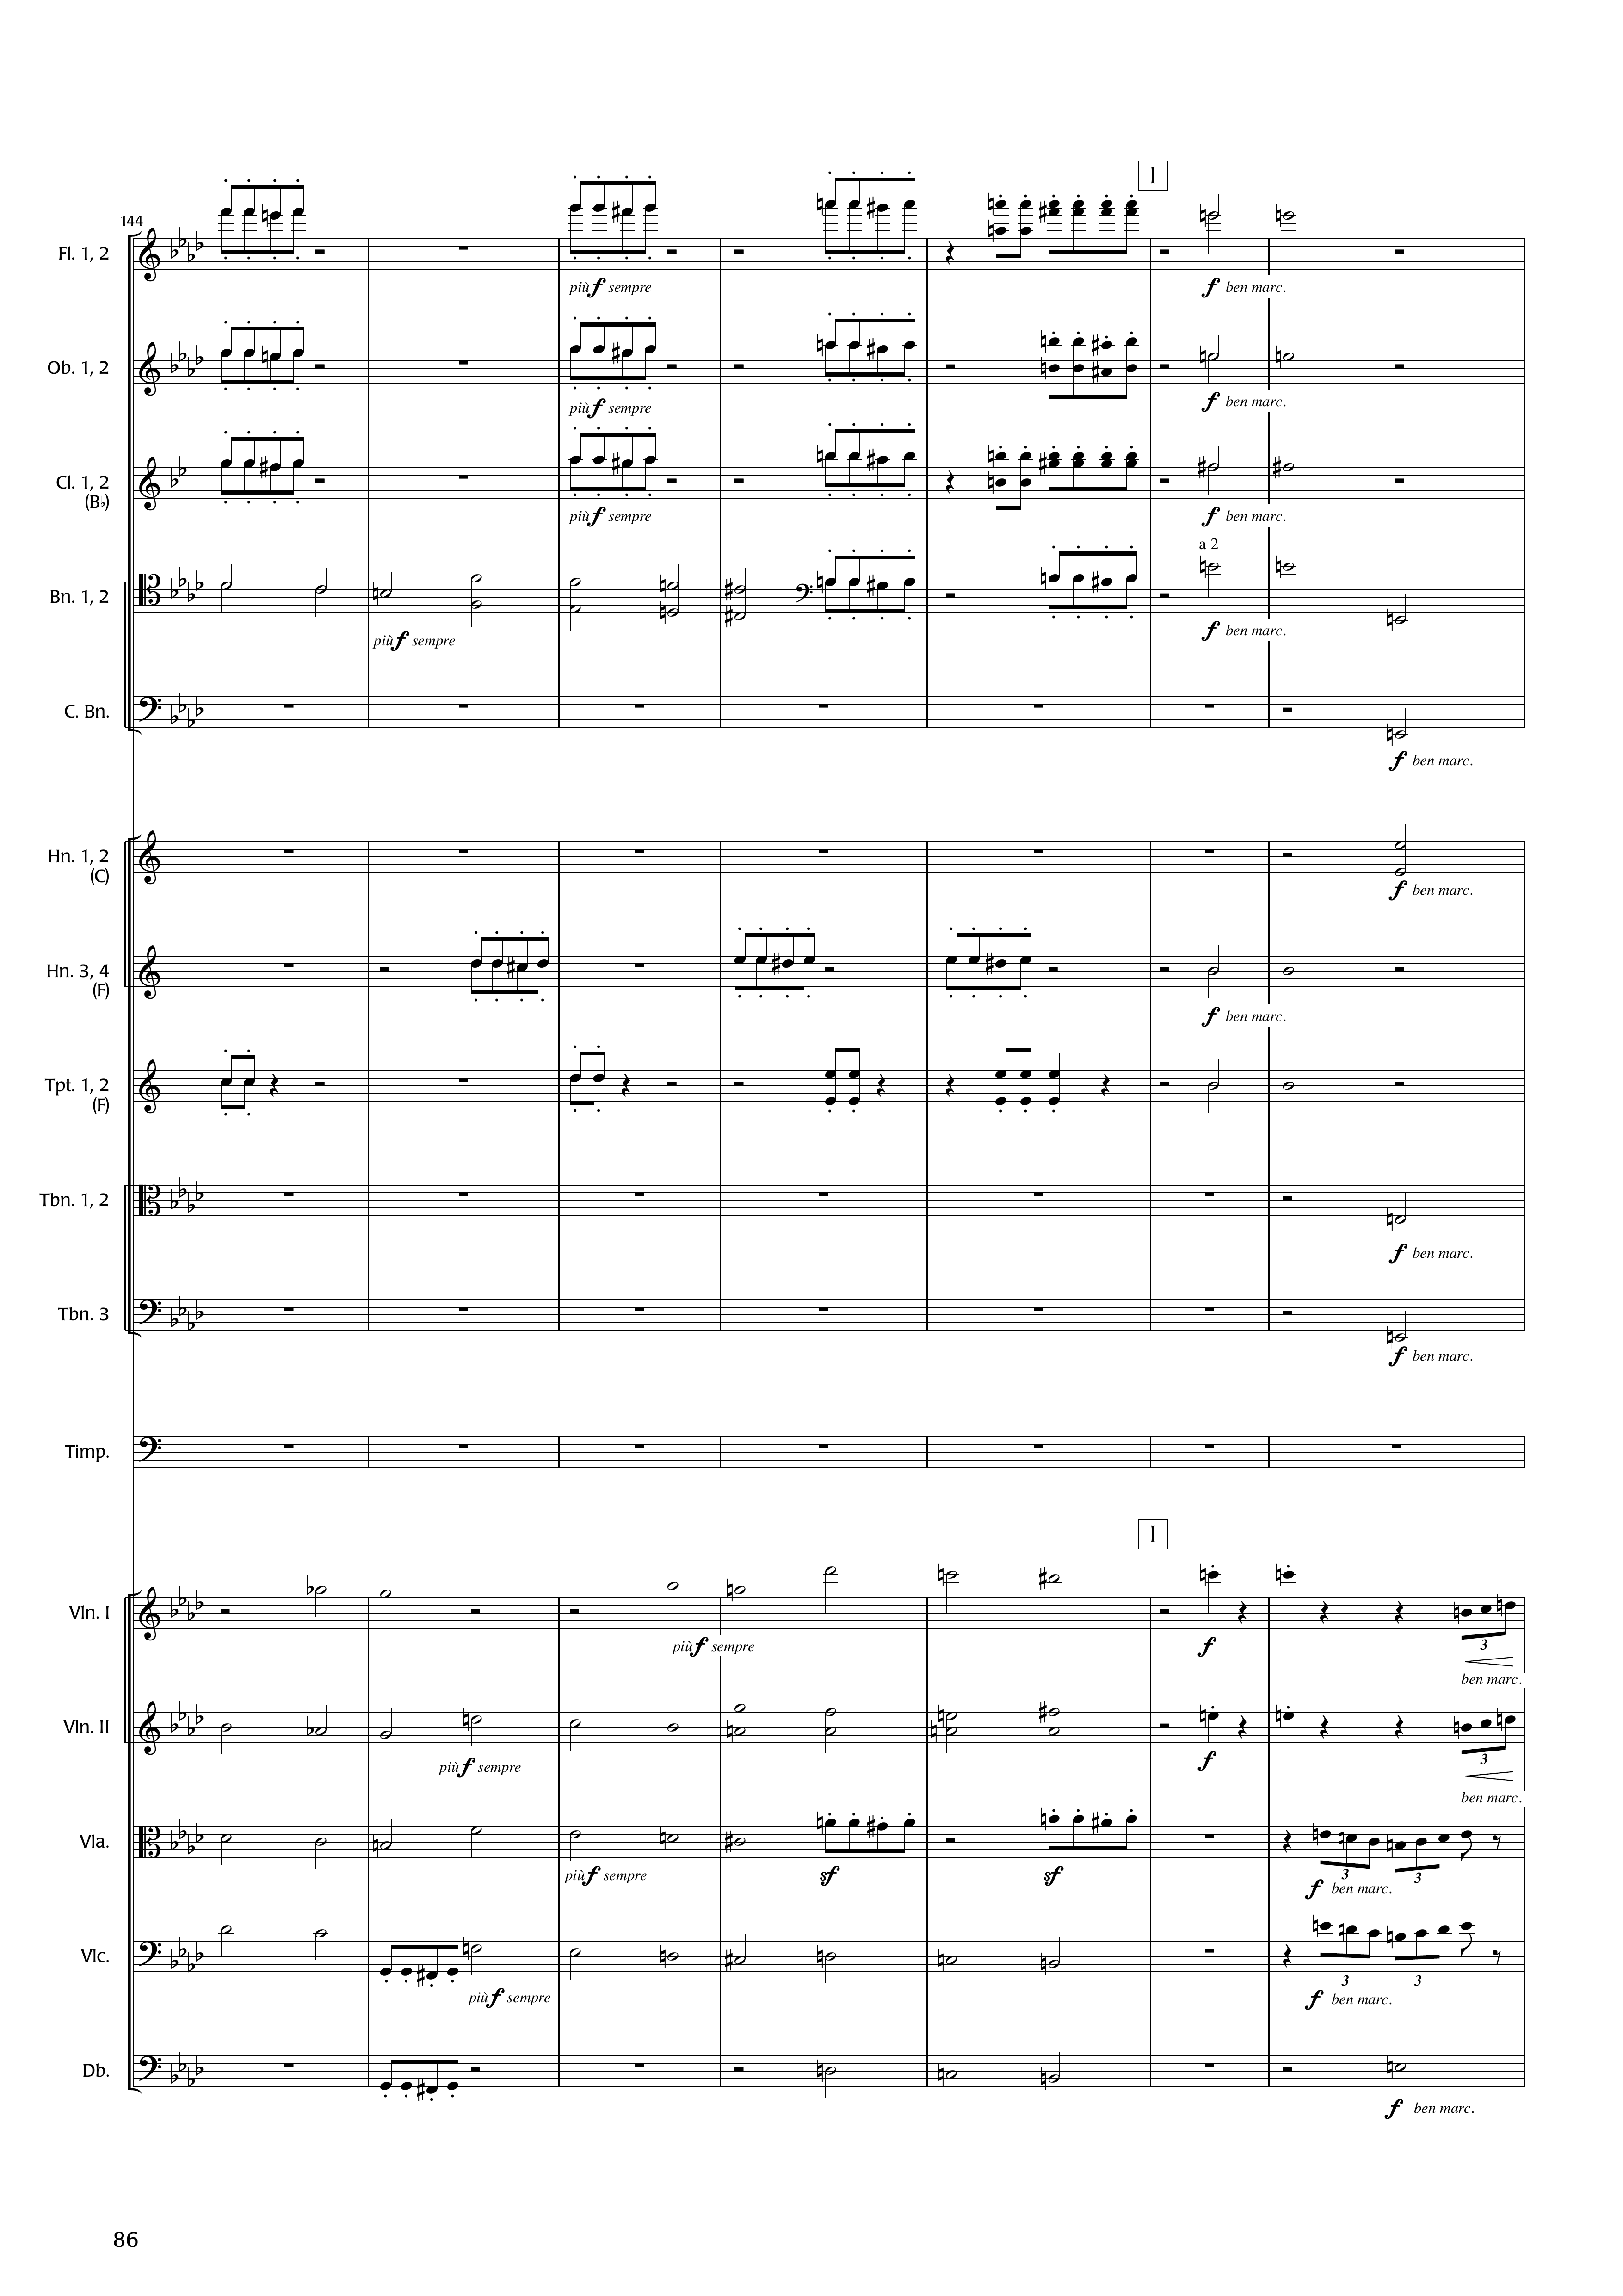 I
144
Fl. 1, 2
più f sempre
f ben marc.
Ob. 1, 2
più f sempre
f ben marc.
Cl. 1, 2
(B♭)
più f sempre
f ben marc.
a 2
Bn. 1, 2
più f sempre
f ben marc.
C. Bn.
f ben marc.
Hn. 1, 2
(C)
f ben marc.
Hn. 3, 4
(F)
f ben marc.
Tpt. 1, 2
(F)
Tbn. 1, 2
f ben marc.
Tbn. 3
f ben marc.
Timp.
I
Vln. I
più f sempre
f
3
ben marc.
Vln. II
più f sempre
f
3
ben marc.
Vla.
più f sempre
sf
sf
3
3
f ben marc.
Vlc.
più f sempre
3
3
f ben marc.
Db.
f ben marc.
86